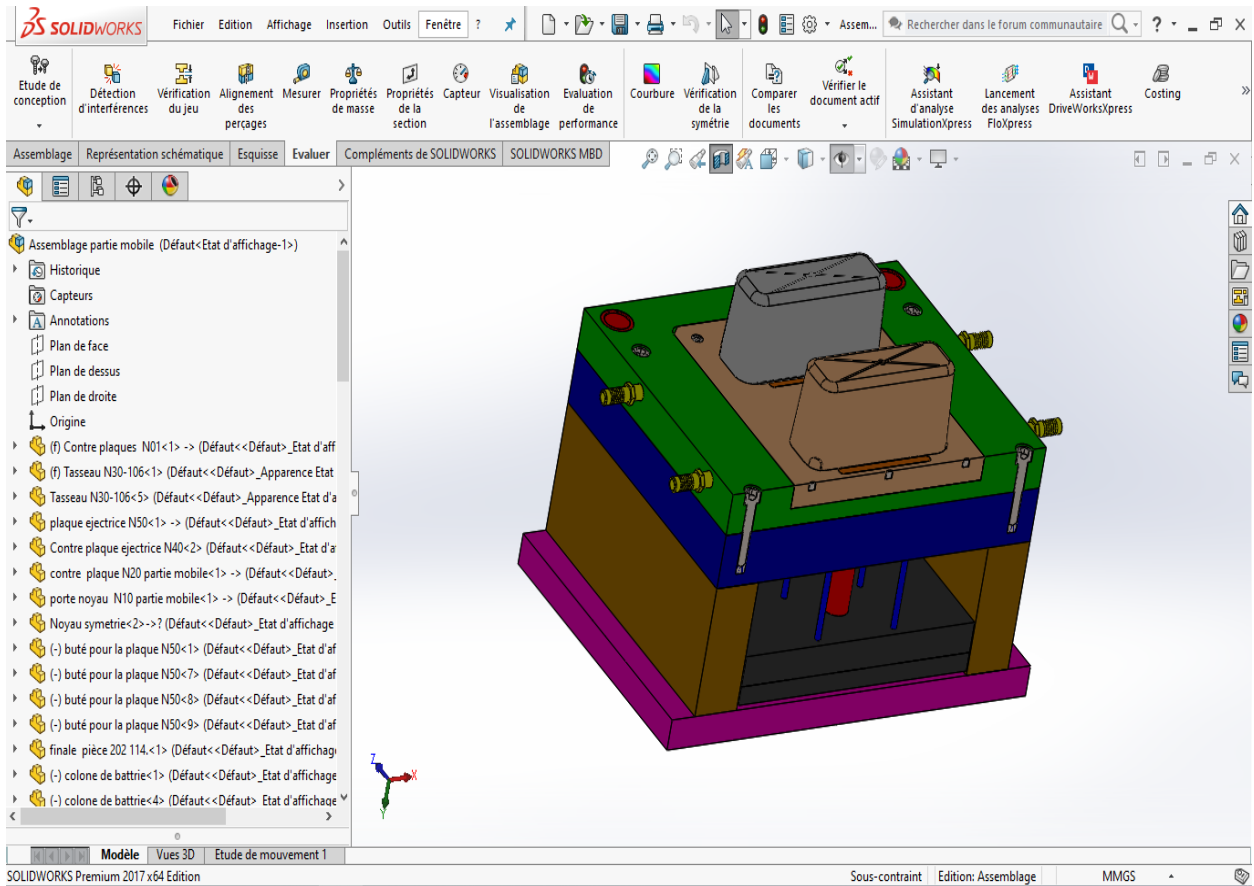 SOLIDWORKS
Fichier Edition Affichage Insertion Outils Fenêtre ?
Assem...
Rechercher dans le forum communautaire
?
Etude de conception
Détection d'interférences
Vérification du jeu
Alignement des perçages
Mesurer
Propriétés de masse
Propriétés de la section
Capteur
Visualisation de l'assemblage
Evaluation de performance
Courbure
Vérification de la symétrie
Comparer les documents
Vérifier le document actif
Assistant d'analyse SimulationXpress
Lancement des analyses FloXpress
Assistant DriveWorksXpress
Costing
Assemblage Représentation schématique Esquisse Evaluer Compléments de SOLIDWORKS SOLIDWORKS MBD
Assemblage partie mobile (Défaut<Etat d'affichage-1>)
Historique
Capteurs
Annotations
Plan de face
Plan de dessus
Plan de droite
Origine
(f) Contre plaques N01<1> -> (Défaut<<Défaut>_Etat d'aff
(f) Tasseau N30-106<1> (Défaut<<Défaut>_Apparence Etat
Tasseau N30-106<5> (Défaut<<Défaut>_Apparence Etat d'a
plaque ejectrice N50<1> -> (Défaut<<Défaut>_Etat d'affich
Contre plaque ejectrice N40<2> (Défaut<<Défaut>_Etat d'a
contre plaque N20 partie mobile<1> -> (Défaut<<Défaut>_
porte noyau N10 partie mobile<1> -> (Défaut<<Défaut>_E
Noyau symetrie<2>->? (Défaut<<Défaut>_Etat d'affichage
(-) buté pour la plaque N50<1> (Défaut<<Défaut>_Etat d'af
(-) buté pour la plaque N50<7> (Défaut<<Défaut>_Etat d'af
(-) buté pour la plaque N50<8> (Défaut<<Défaut>_Etat d'af
(-) buté pour la plaque N50<9> (Défaut<<Défaut>_Etat d'af
finale pièce 202 114.<1> (Défaut<<Défaut>_Etat d'affichag
(-) colone de battrie<1> (Défaut<<Défaut>_Etat d'affichage
(-) colone de battrie<4> (Défaut<<Défaut>_Etat d'affichage
Z
X
Y
Modèle Vues 3D Etude de mouvement 1
SOLIDWORKS Premium 2017 x64 Edition
Sous-contraint Edition: Assemblage MMGS